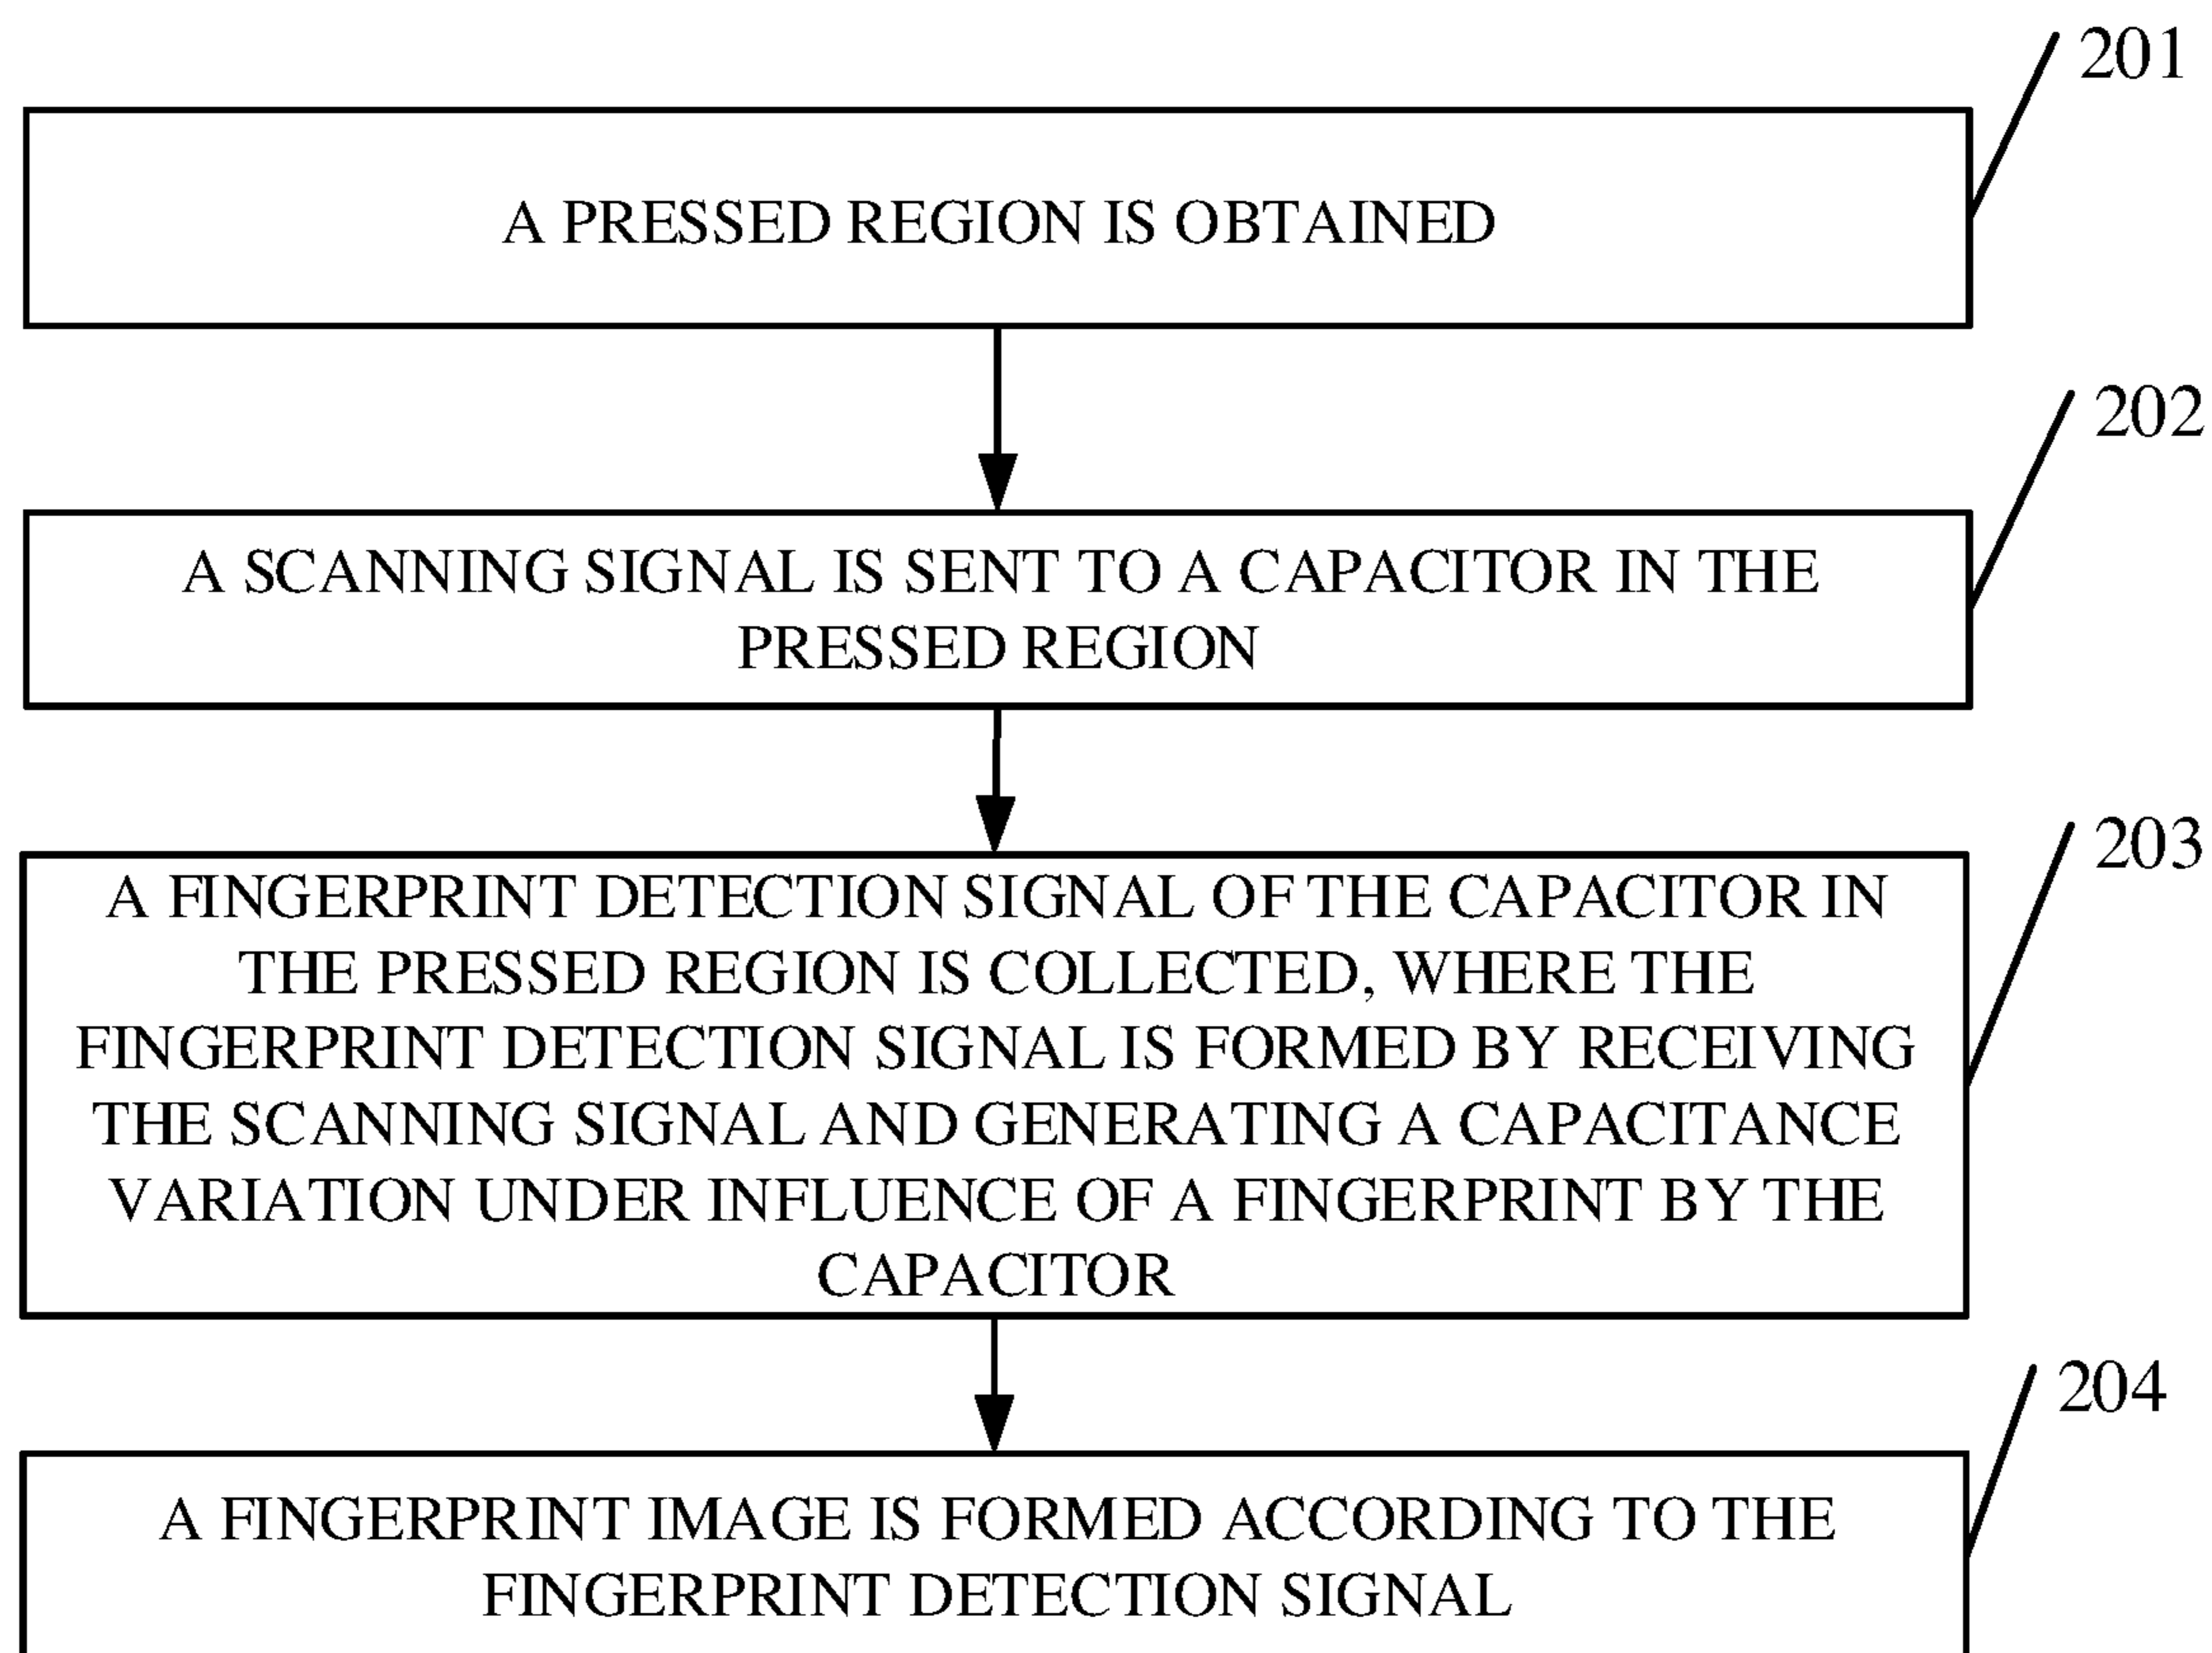 201
A PRESSED REGION IS OBTAINED
202
A SCANNING SIGNAL IS SENT TO A CAPACITOR IN THE
PRESSED REGION
203
A FINGERPRINT DETECTION SIGNAL OF THE CAPACITOR IN
THE PRESSED REGION IS COLLECTED, WHERE THE
FINGERPRINT DETECTION SIGNAL IS FORMED BY RECEIVING
THE SCANNING SIGNAL AND GENERATING A CAPACITANCE
VARIATION UNDER INFLUENCE OF A FINGERPRINT BY THE
CAPACITOR
204
A FINGERPRINT IMAGE IS FORMED ACCORDING TO THE
FINGERPRINT DETECTION SIGNAL